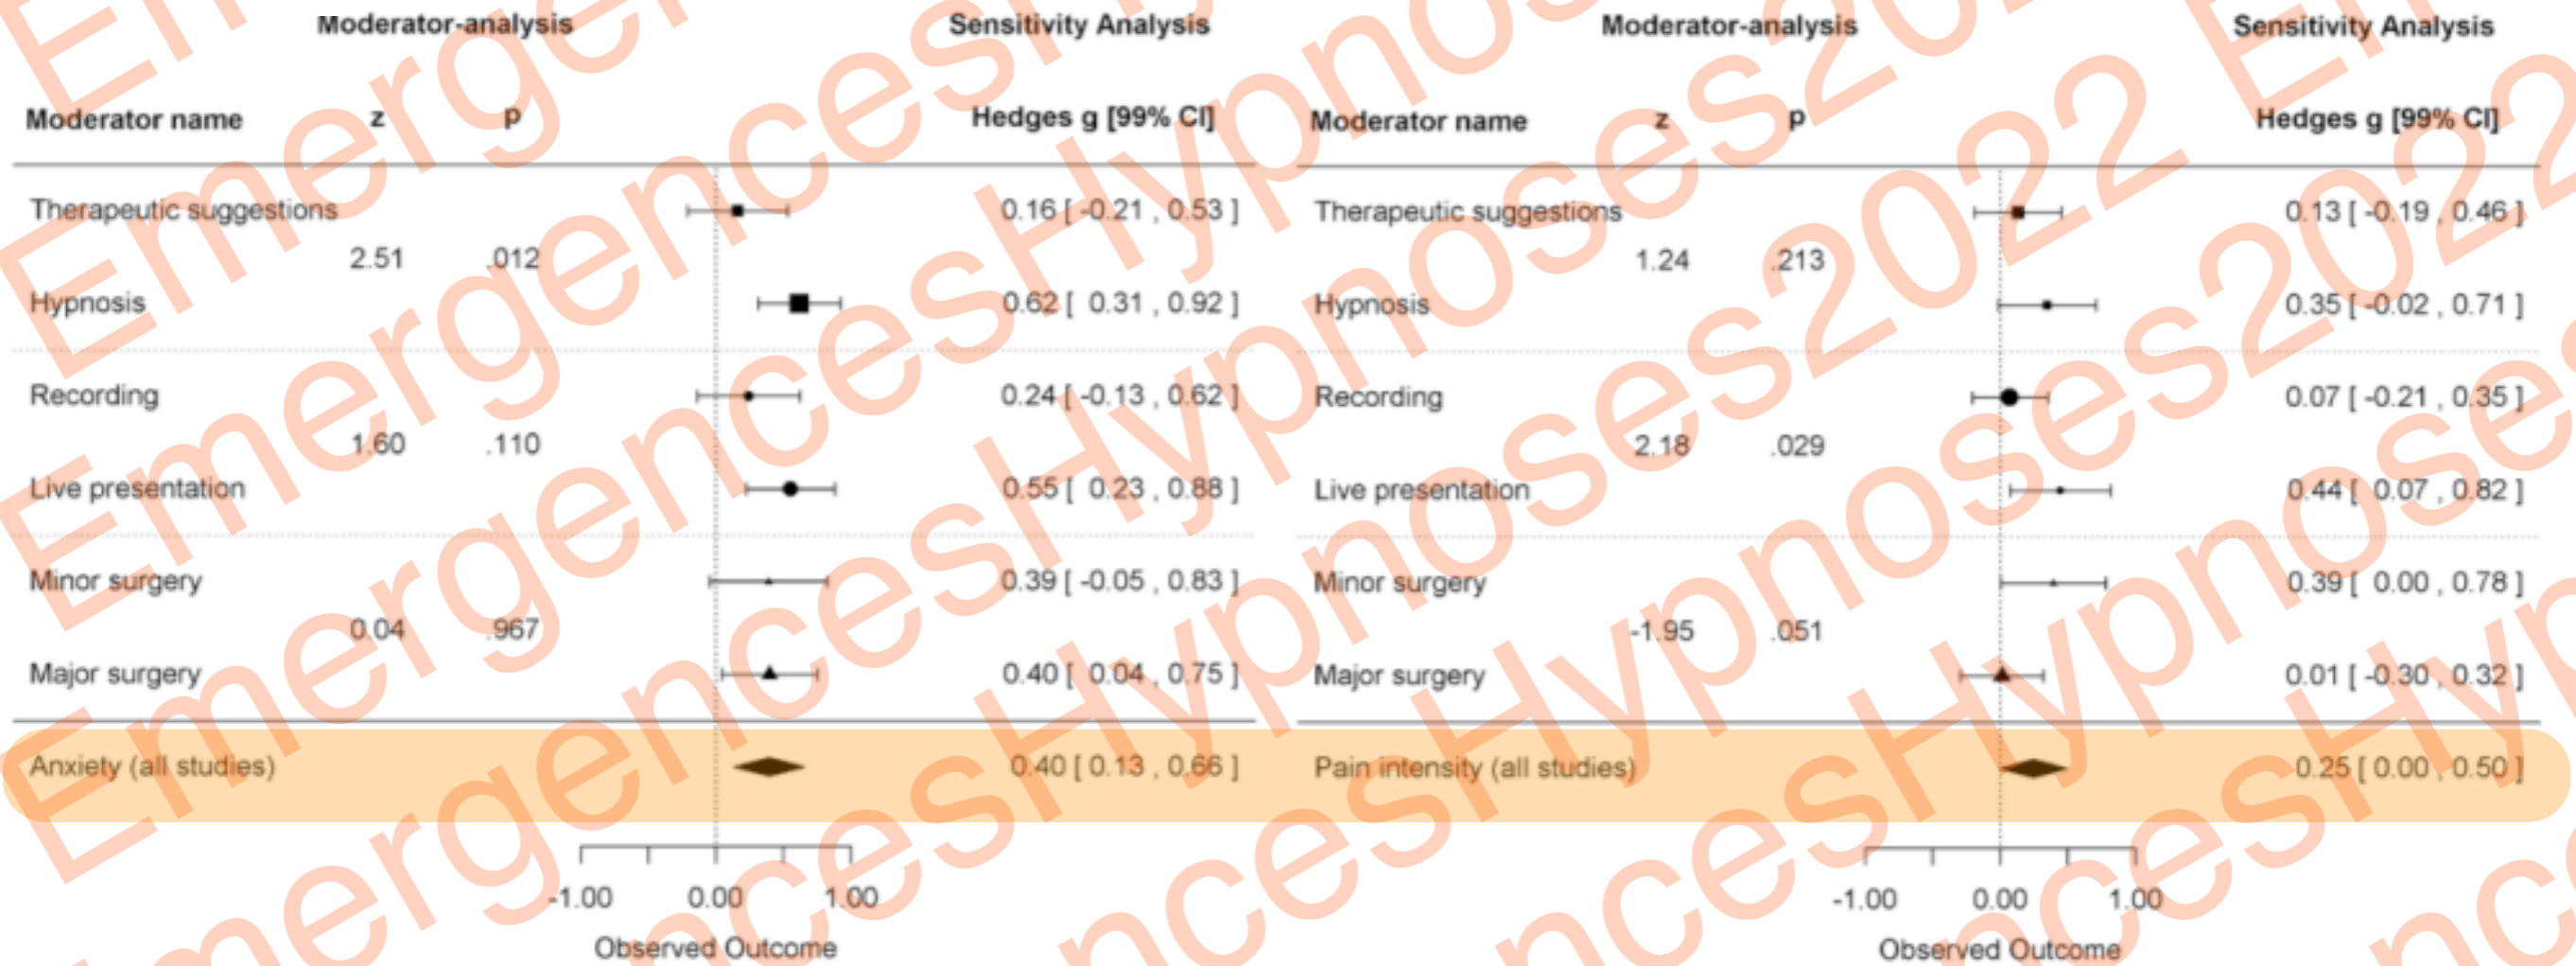 Moderator-analysis Sensitivity Analysis
Moderator name z p Hedges g [99% CI]
Therapeutic suggestions 0.16 [ -0.21 , 0.53 ]
2.51 .012
Hypnosis 0.62 [ 0.31 , 0.92 ]
Recording 0.24 [ -0.13 , 0.62 ]
1.60 .110
Live presentation 0.55 [ 0.23 , 0.88 ]
Minor surgery 0.39 [ -0.05 , 0.83 ]
0.04 .967
Major surgery 0.40 [ 0.04 , 0.75 ]
Anxiety (all studies) 0.40 [ 0.13 , 0.66 ]
-1.00 0.00 1.00
Observed Outcome
Moderator-analysis Sensitivity Analysis
Moderator name z p Hedges g [99% CI]
Therapeutic suggestions 0.13 [ -0.19 , 0.46 ]
1.24 .213
Hypnosis 0.35 [ -0.02 , 0.71 ]
Recording 0.07 [ -0.21 , 0.35 ]
2.18 .029
Live presentation 0.44 [ 0.07 , 0.82 ]
Minor surgery 0.39 [ 0.00 , 0.78 ]
-1.95 .051
Major surgery 0.01 [ -0.30 , 0.32 ]
Pain intensity (all studies) 0.25 [ 0.00 , 0.50 ]
-1.00 0.00 1.00
Observed Outcome
EmergencesHypnoses2022